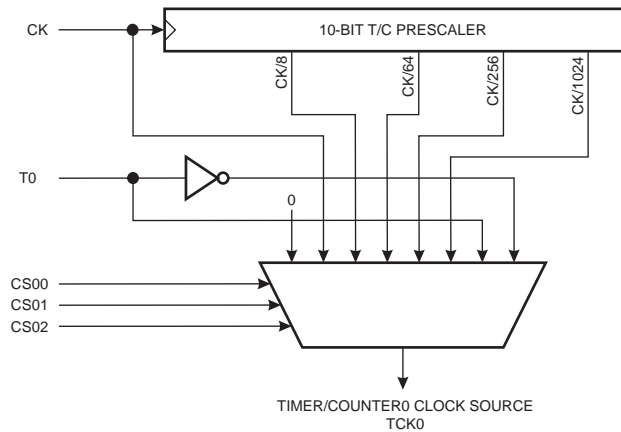 CK
10-BIT T/C PRESCALER
CK/8
CK/64
CK/256
CK/1024
T0
0
CS00
CS01
CS02
TIMER/COUNTER0 CLOCK SOURCE
TCK0